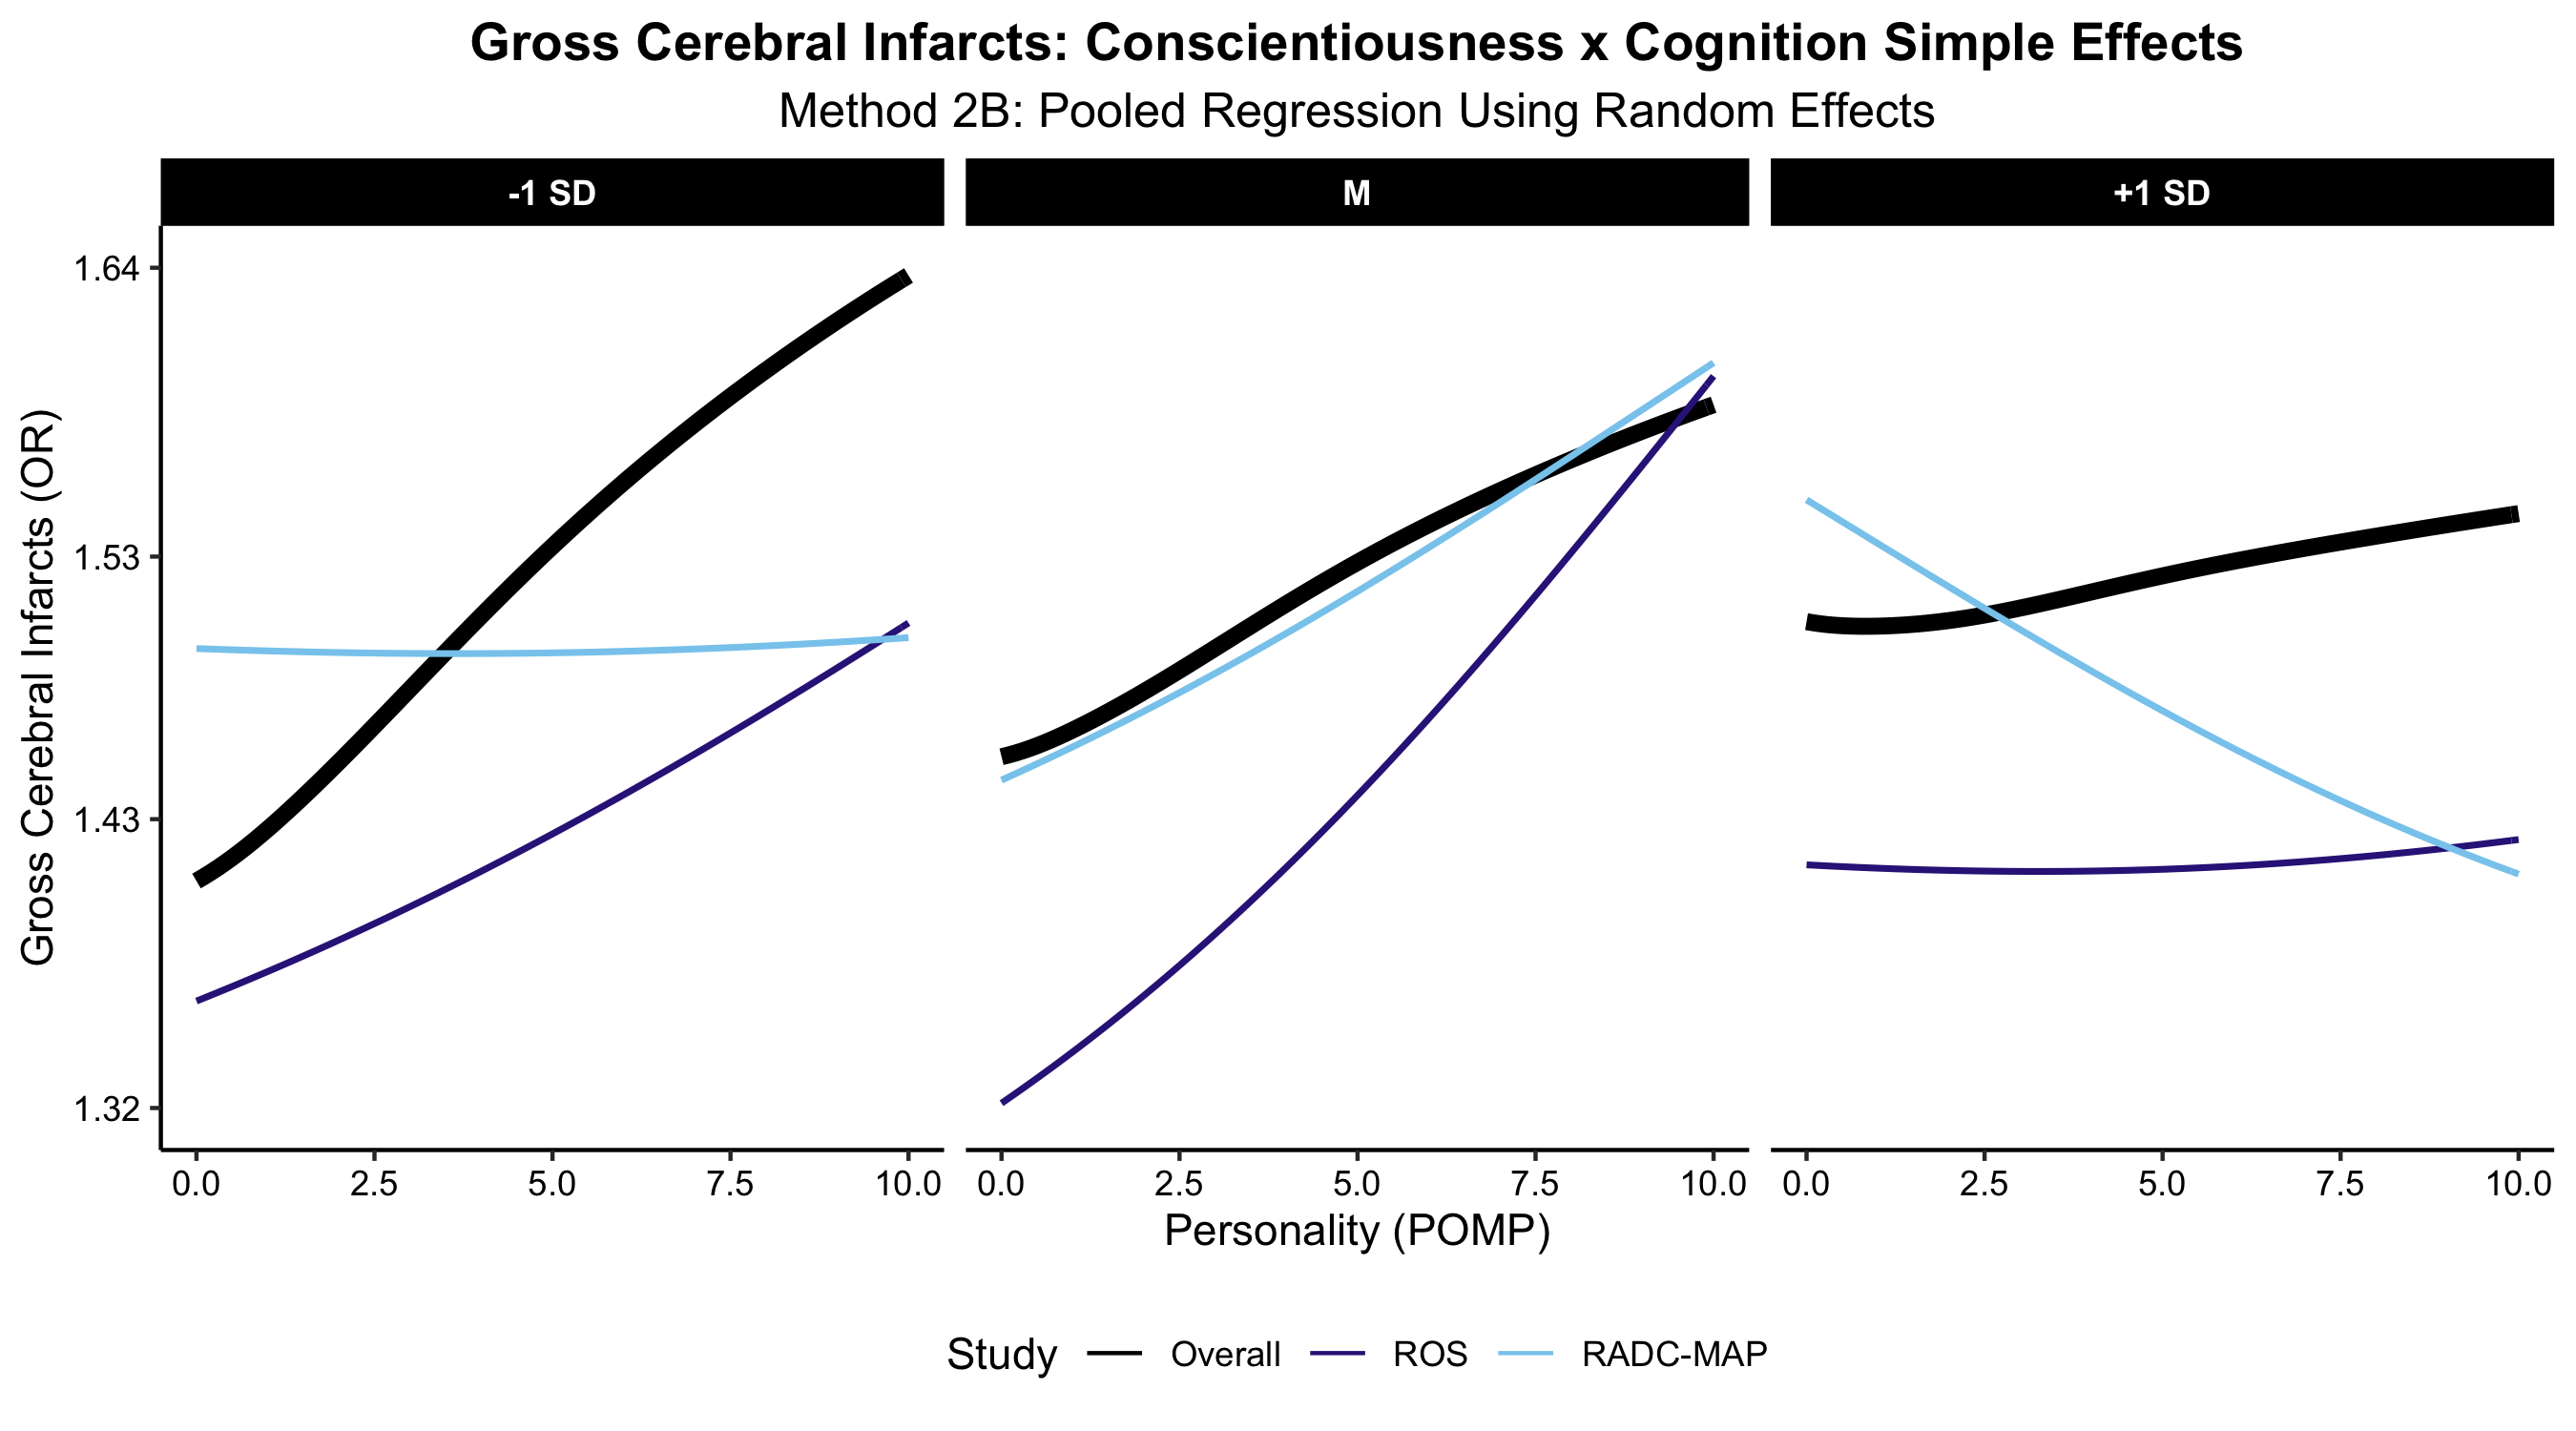 Gross Cerebral Infarcts: Conscientiousness x Cognition Simple Effects
Method 2B: Pooled Regression Using Random Effects
-1 SD
M
+1 SD
Gross Cerebral Infarcts (OR)
1.64
1.53
1.43
1.32
0.0 2.5 5.0 7.5 10.0
0.0 2.5 5.0 7.5 10.0
0.0 2.5 5.0 7.5 10.0
Personality (POMP)
Study Overall ROS RADC-MAP